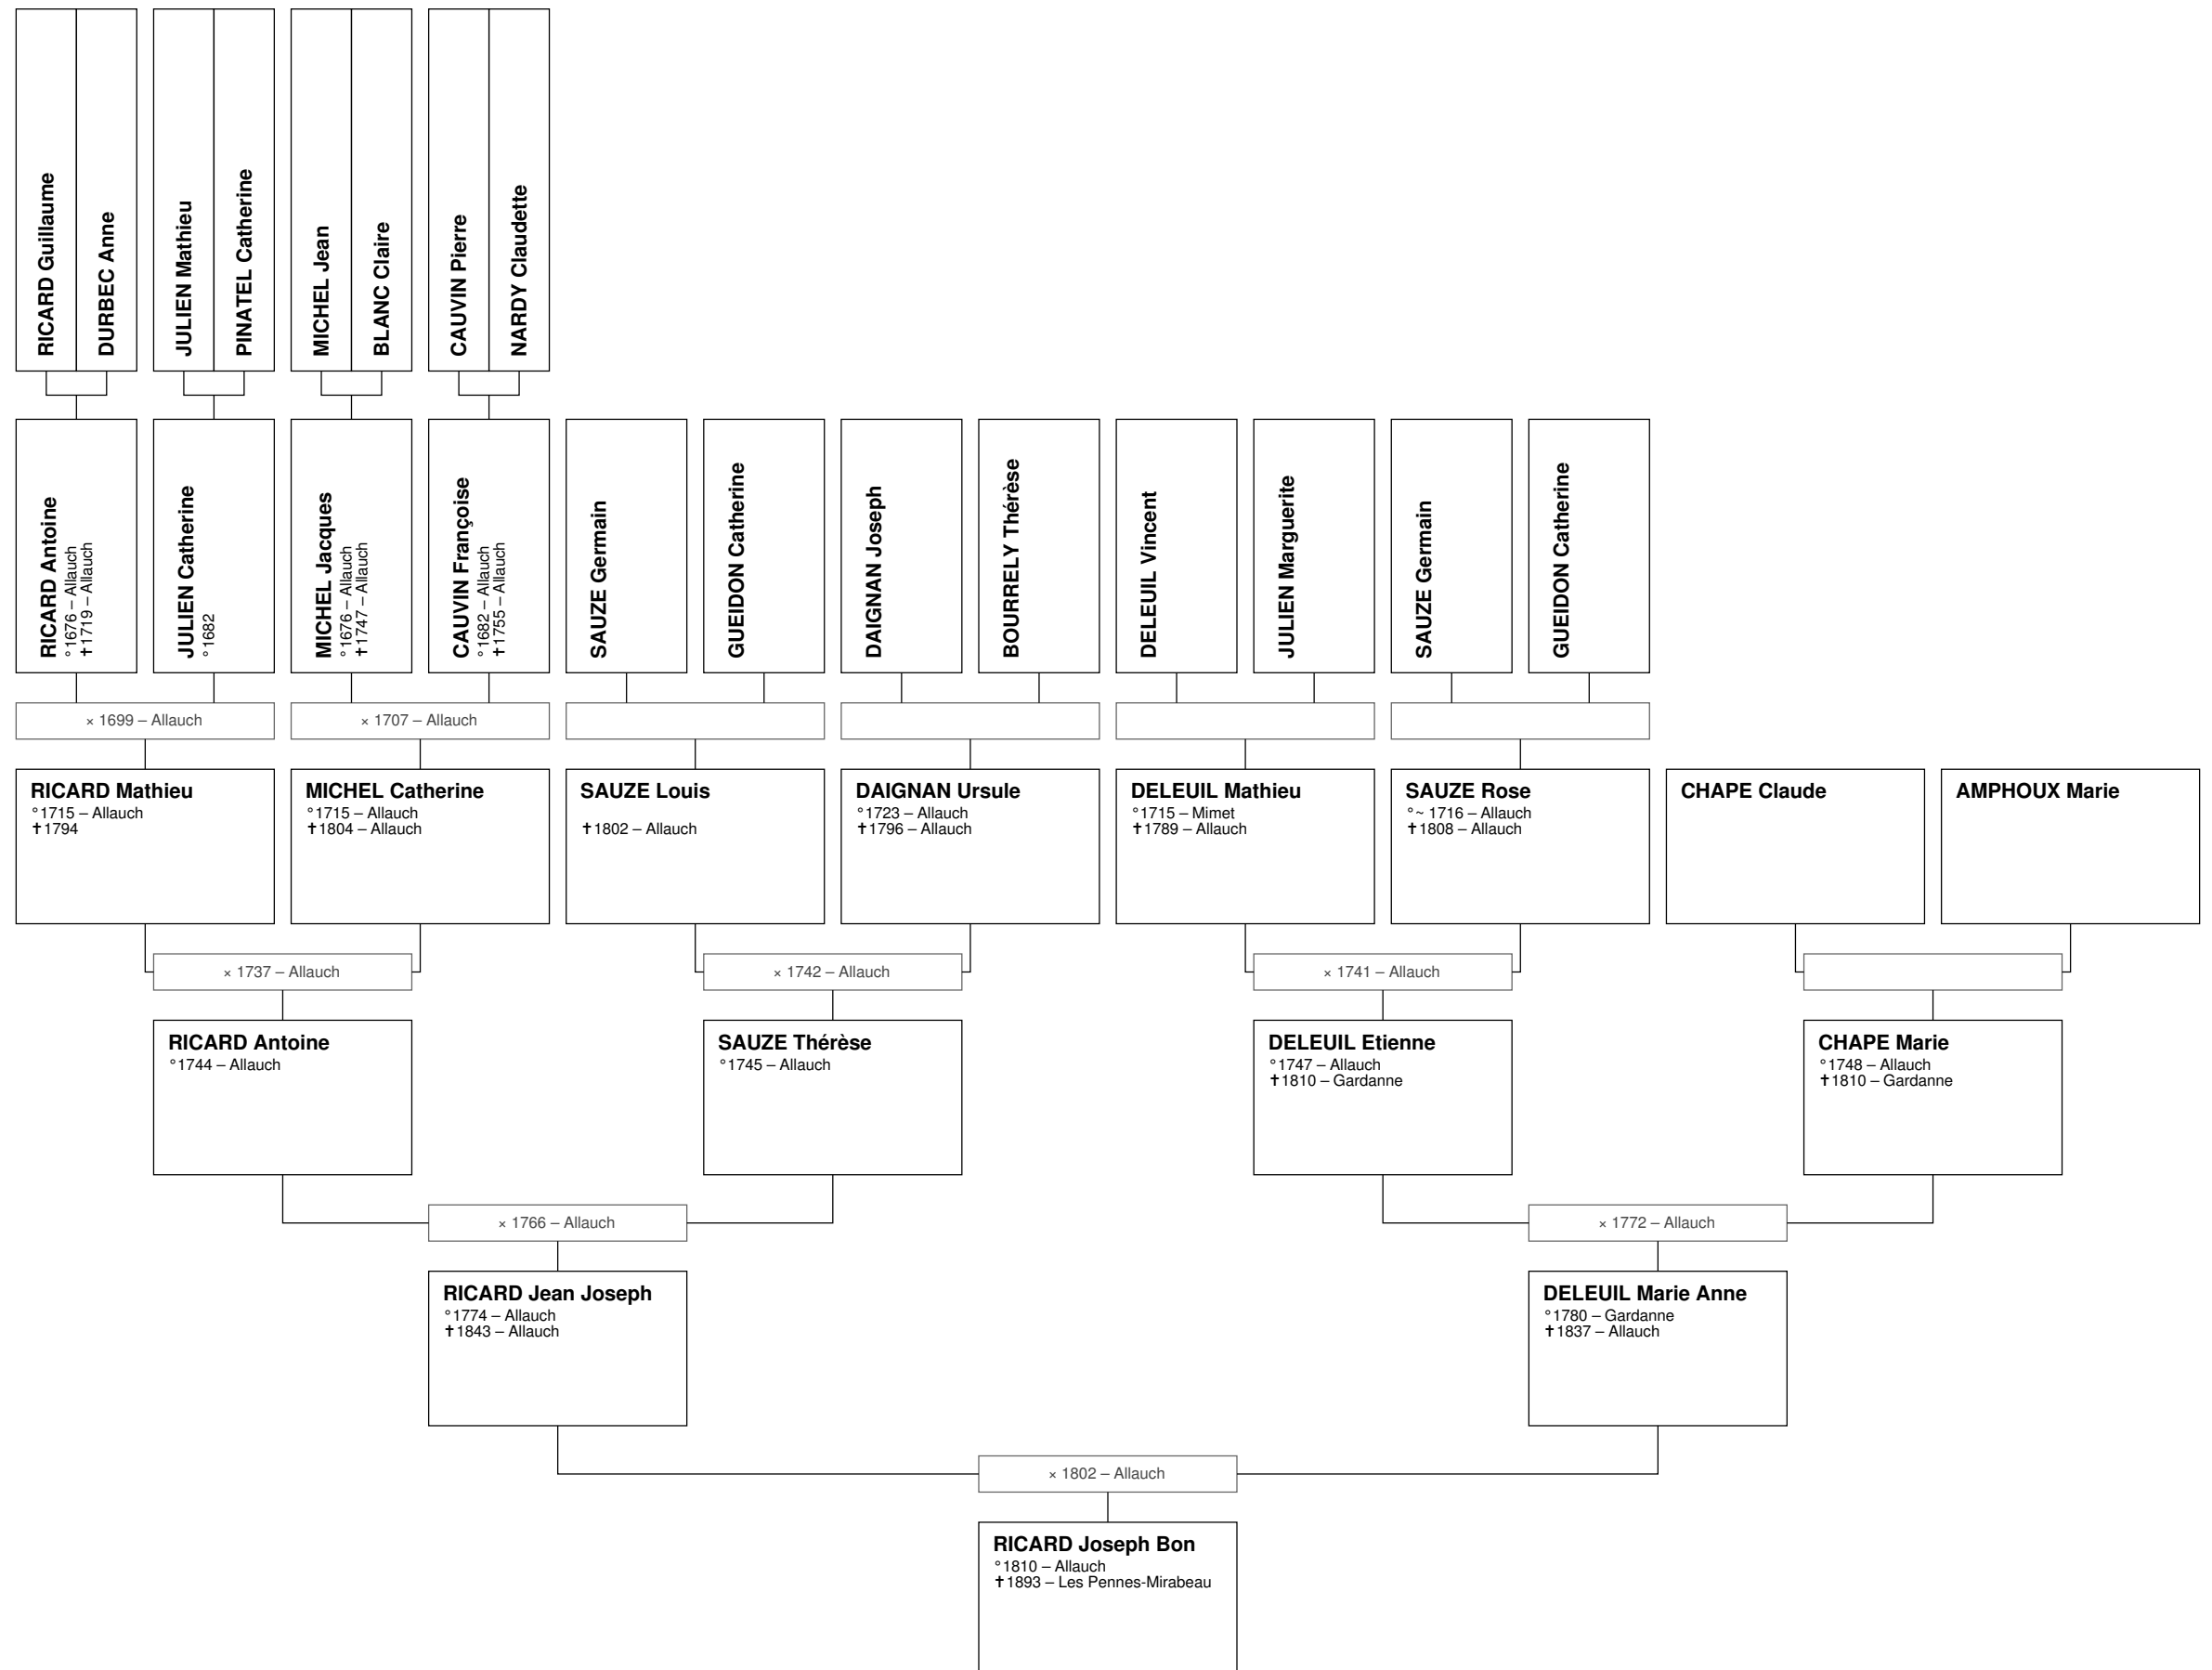 RICARD Guillaume
DURBEC Anne
JULIEN Mathieu
PINATEL Catherine
MICHEL Jean
BLANC Claire
CAUVIN Pierre
NARDY Claudette
RICARD Antoine
°1676 – Allauch
✝1719 – Allauch
JULIEN Catherine
°1682
MICHEL Jacques
°1676 – Allauch
✝1747 – Allauch
CAUVIN Françoise
°1682 – Allauch
✝1755 – Allauch
SAUZE Germain
GUEIDON Catherine
DAIGNAN Joseph
BOURRELY Thérèse
DELEUIL Vincent
JULIEN Marguerite
SAUZE Germain
GUEIDON Catherine
× 1699 – Allauch
× 1707 – Allauch
RICARD Mathieu
°1715 – Allauch
✝1794
MICHEL Catherine
°1715 – Allauch
✝1804 – Allauch
SAUZE Louis
✝1802 – Allauch
DAIGNAN Ursule
°1723 – Allauch
✝1796 – Allauch
DELEUIL Mathieu
°1715 – Mimet
✝1789 – Allauch
SAUZE Rose
°~ 1716 – Allauch
✝1808 – Allauch
CHAPE Claude
AMPHOUX Marie
× 1737 – Allauch
× 1742 – Allauch
× 1741 – Allauch
RICARD Antoine
°1744 – Allauch
SAUZE Thérèse
°1745 – Allauch
DELEUIL Etienne
°1747 – Allauch
✝1810 – Gardanne
CHAPE Marie
°1748 – Allauch
✝1810 – Gardanne
× 1766 – Allauch
× 1772 – Allauch
RICARD Jean Joseph
°1774 – Allauch
✝1843 – Allauch
DELEUIL Marie Anne
°1780 – Gardanne
✝1837 – Allauch
× 1802 – Allauch
RICARD Joseph Bon
°1810 – Allauch
✝1893 – Les Pennes-Mirabeau